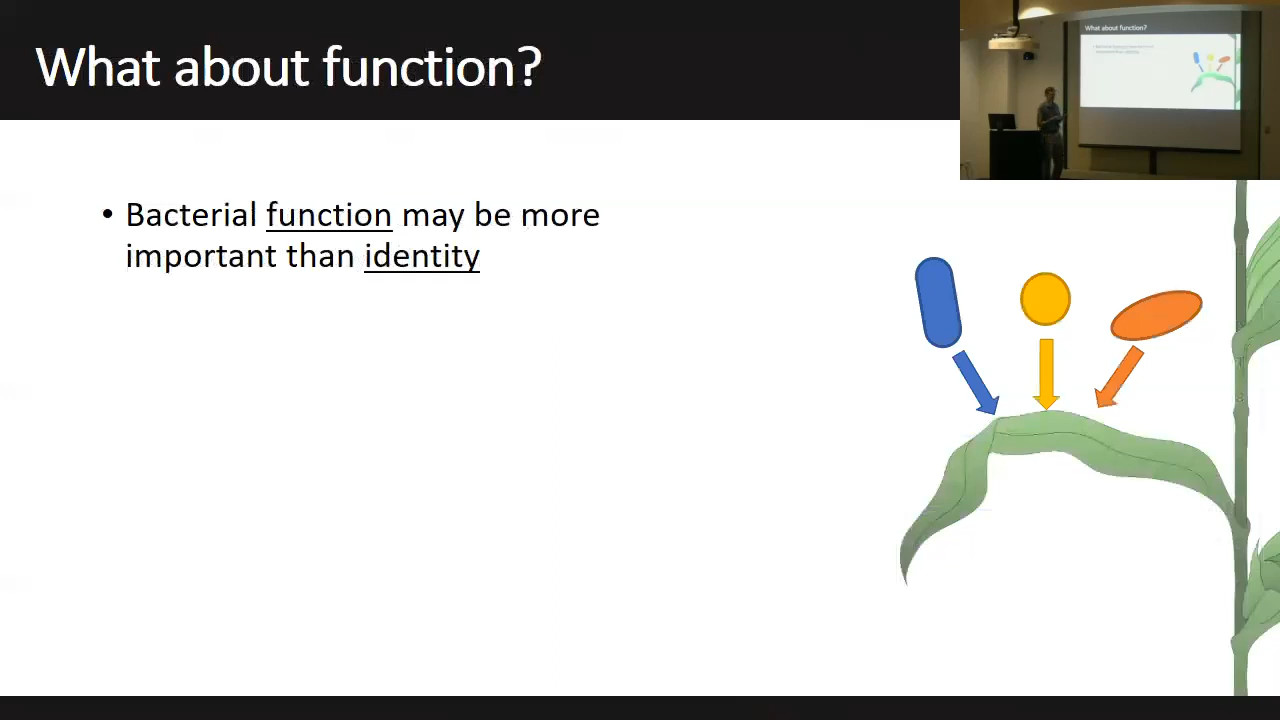 What about function?
• Bacterial function may be more
important than identity
What about function?